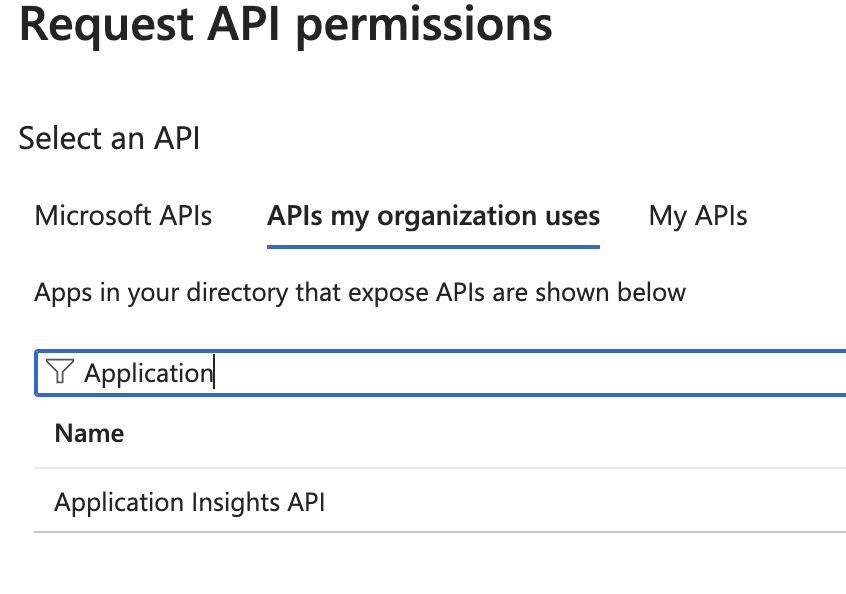 Request API permissions
Select an API
Microsoft APIs APIs my organization uses My APIs
Apps in your directory that expose APIs are shown below
Application
Name
Application Insights API